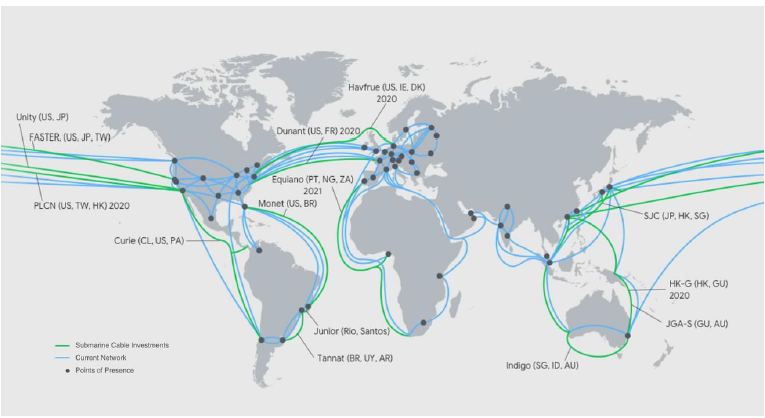 Havfrue (US, IE, DK)
2020
Unity (US, JP)
Dunant (US, FR) 2020
FASTER, (US, JP, TW)
Equiano (PT, NG, ZA)
2021
PLCN (US, TW, HK) 2020
Monet (US, BR)
SJC (JP, HK, SG)
Curie (CL, US, PA)
HK-G (HK, GU)
2020
JGA-S (GU, AU)
Junior (Rio, Santos)
Tannat (BR, UY, AR)
Indigo (SG, ID, AU)
Submarine Cable Investments
Current Network
Points of Presence